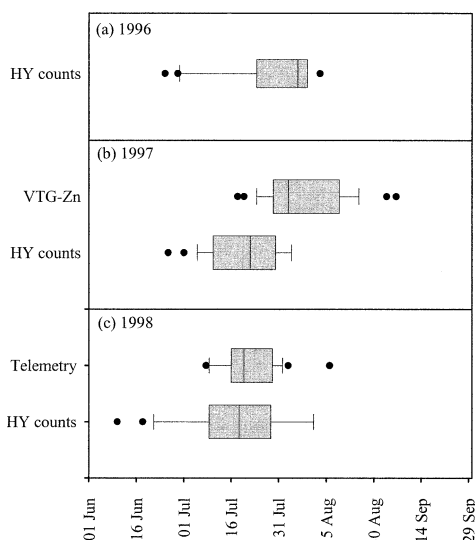 (a) 1996
HY counts
(b) 1997
VTG-Zn
HY counts
(c) 1998
Telemetry
HY counts
01 Jun
16 Jun
01 Jul
16 Jul
31 Jul
5 Aug
0 Aug
14 Sep
29 Sep